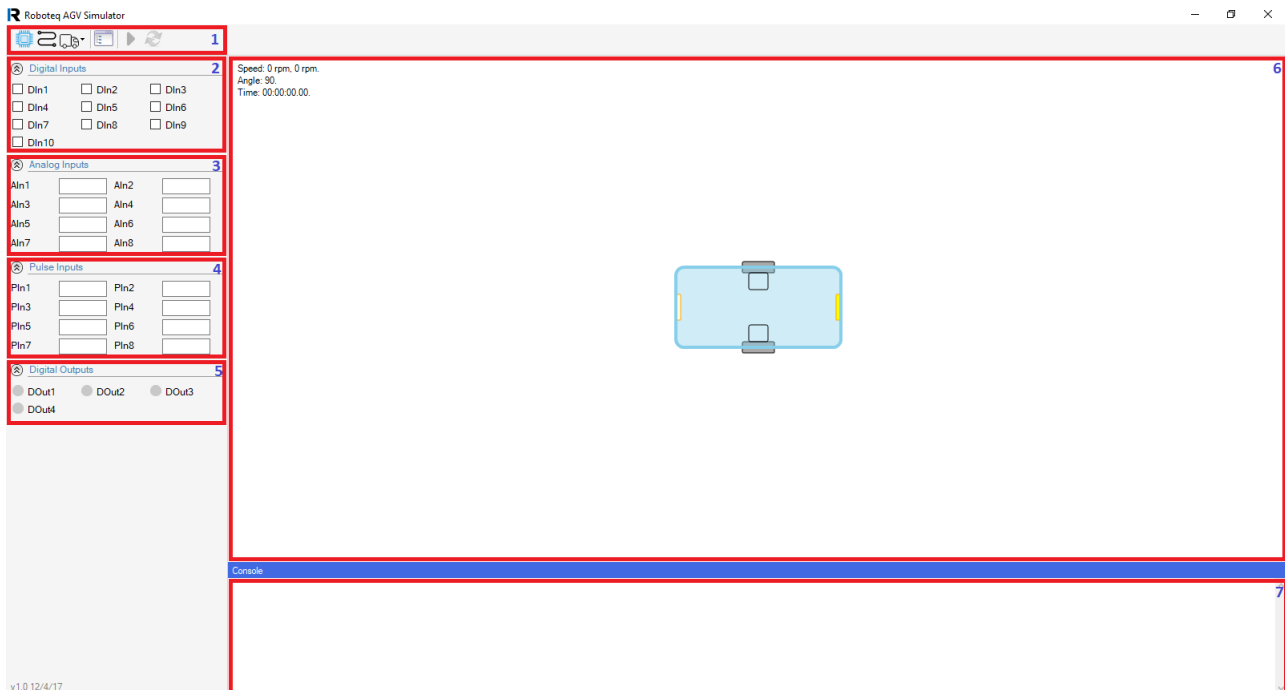 Roboteq AGV Simulator
1
Digital Inputs 2
DIn1 DIn2 DIn3
DIn4 DIn5 DIn6
DIn7 DIn8 DIn9
DIn10
Analog Inputs 3
AIn1 AIn2
AIn3 AIn4
AIn5 AIn6
AIn7 AIn8
Pulse Inputs 4
PIn1 PIn2
PIn3 PIn4
PIn5 PIn6
PIn7 PIn8
Digital Outputs 5
DOut1 DOut2 DOut3
DOut4
v1.0 12/4/17
Speed: 0 rpm, 0 rpm. 6
Angle: 90.
Time: 00:00:00.00.
Console
7